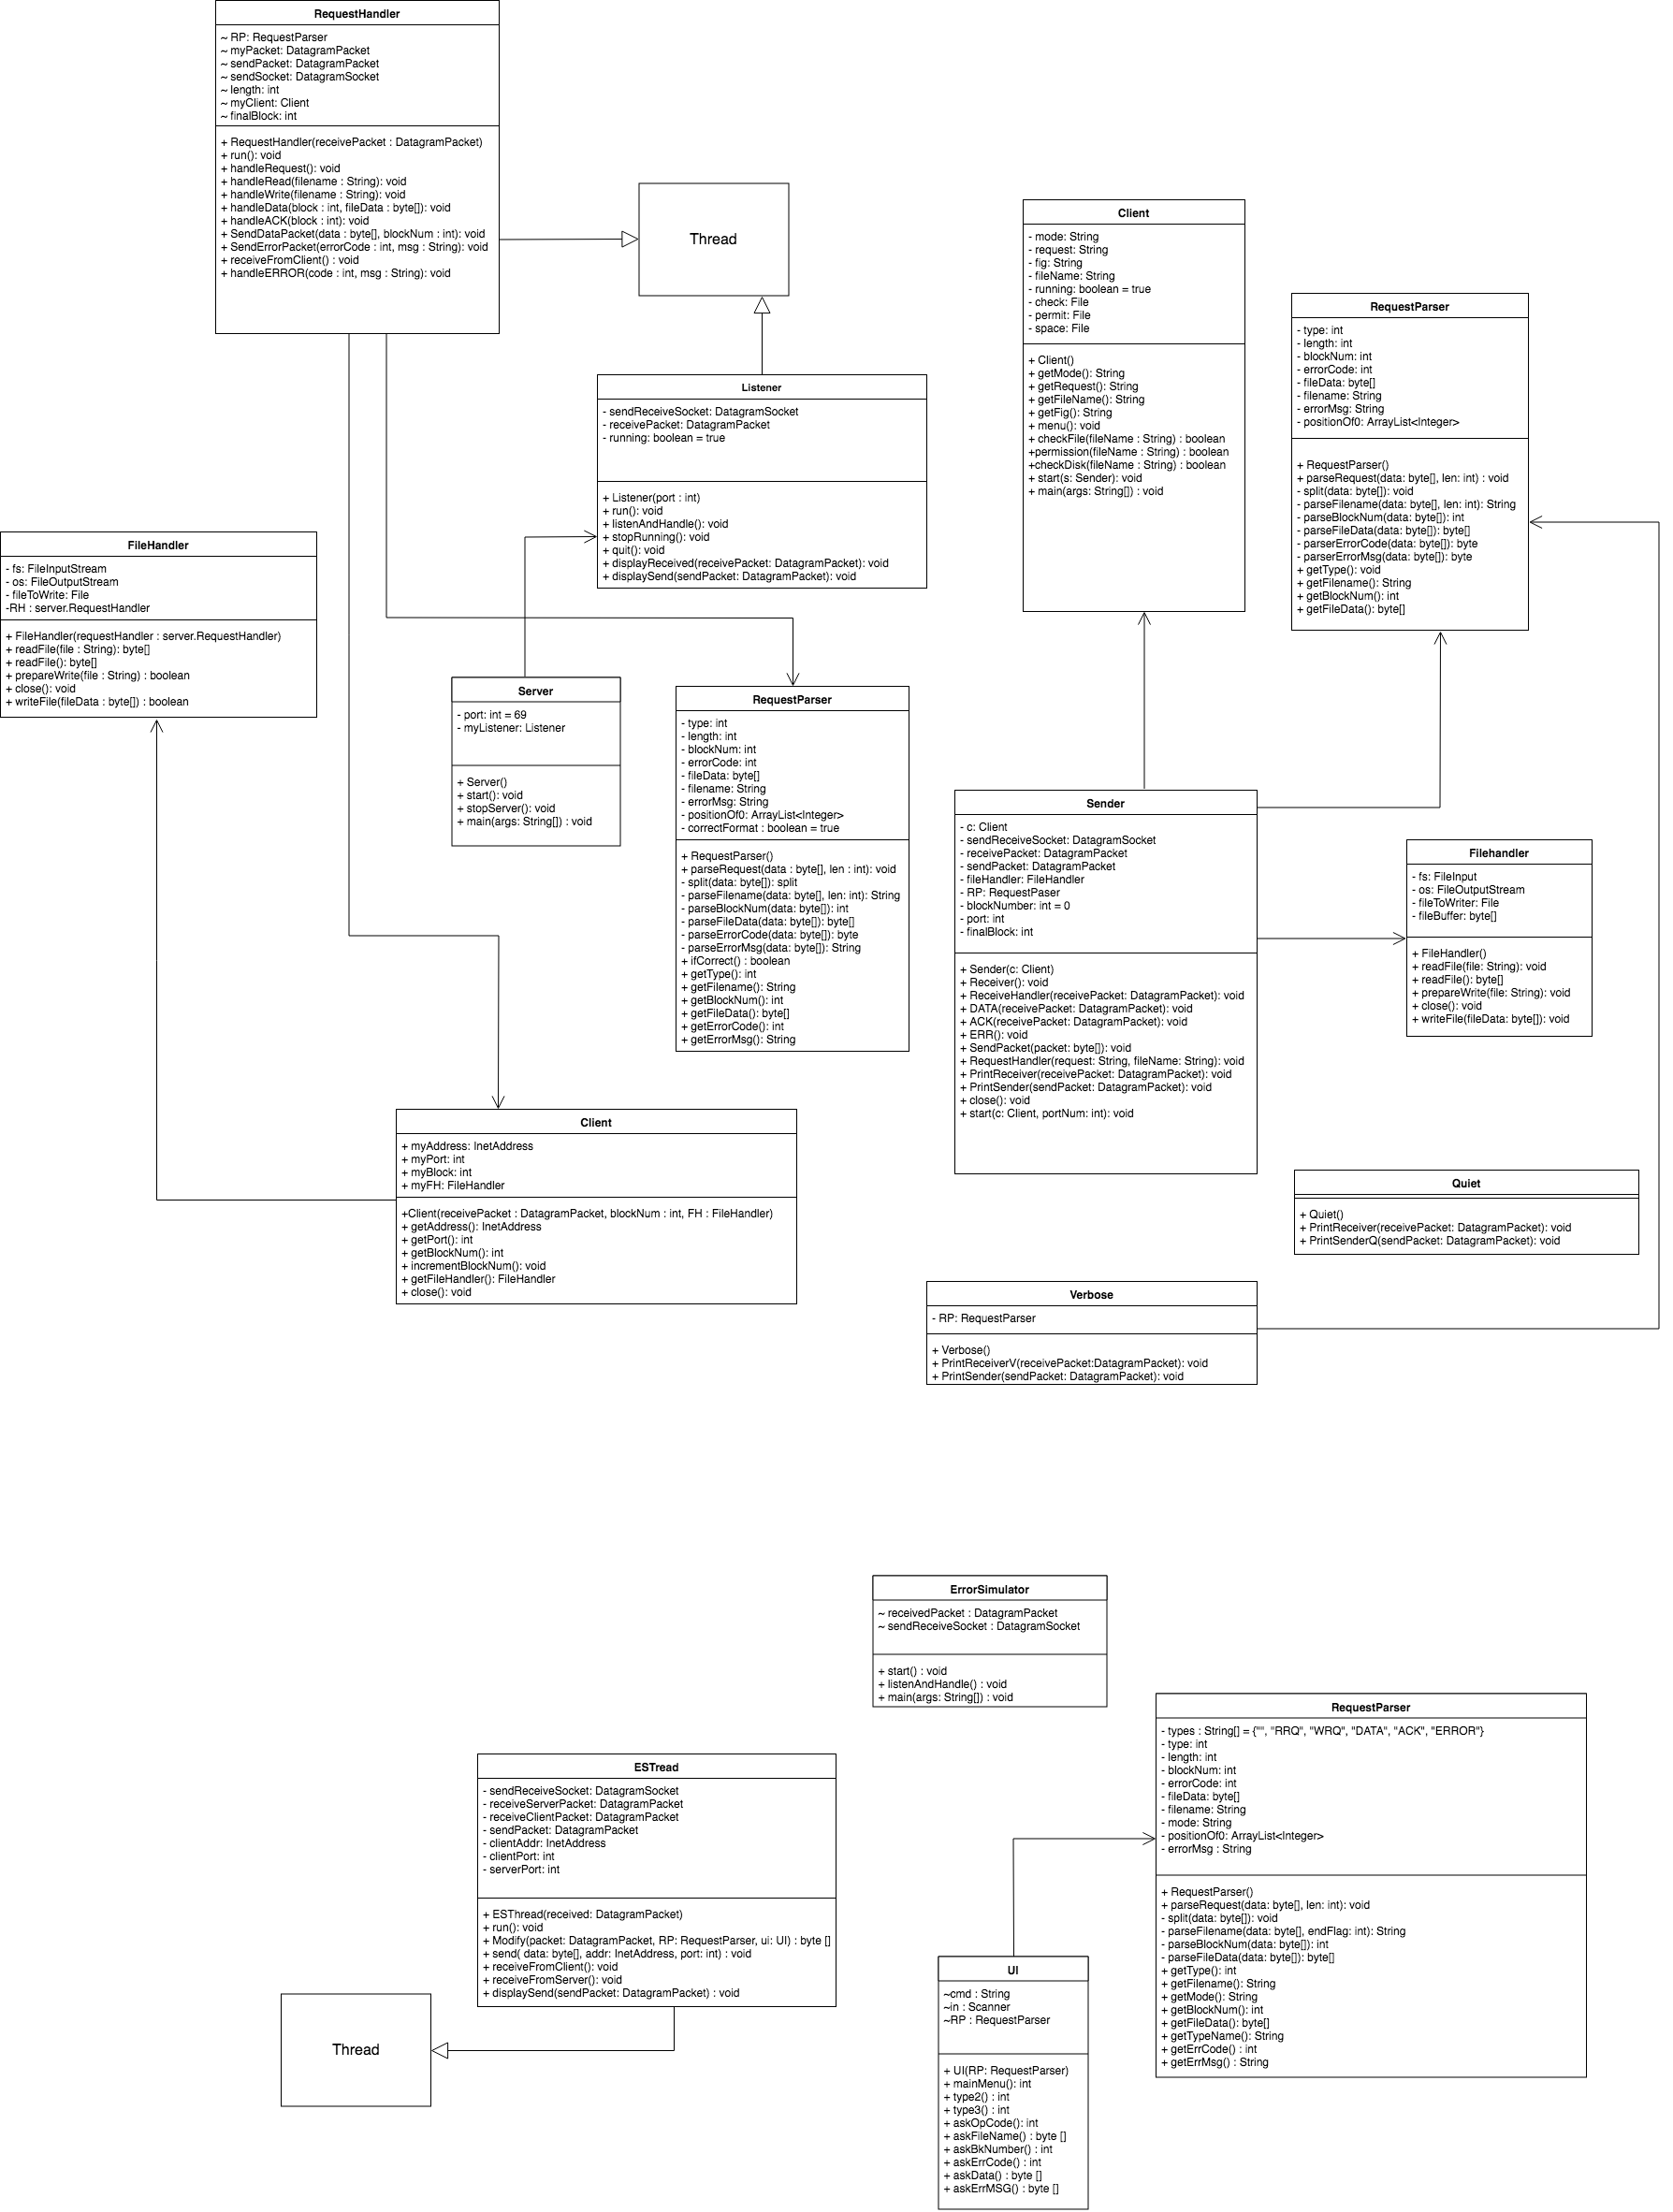 RequestHandler
~ RP: RequestParser
~ myPacket: DatagramPacket
~ sendPacket: DatagramPacket
~ sendSocket: DatagramSocket
~ length: int
~ myClient: Client
~ finalBlock: int
+ RequestHandler(receivePacket : DatagramPacket)
+ run(): void
+ handleRequest(): void
+ handleRead(filename : String): void
+ handleWrite(filename : String): void
+ handleData(block : int, fileData : byte[]): void
+ handleACK(block : int): void
+ SendDataPacket(data : byte[], blockNum : int): void
+ SendErrorPacket(errorCode : int, msg : String): void
+ receiveFromClient() : void
+ handleERROR(code : int, msg : String): void
Thread
Listener
- sendReceiveSocket: DatagramSocket
- receivePacket: DatagramPacket
- running: boolean = true
+ Listener(port : int)
+ run(): void
+ listenAndHandle(): void
+ stopRunning(): void
+ quit(): void
+ displayReceived(receivePacket: DatagramPacket): void
+ displaySend(sendPacket: DatagramPacket): void
FileHandler
- fs: FileInputStream
- os: FileOutputStream
- fileToWrite: File
-RH : server.RequestHandler
+ FileHandler(requestHandler : server.RequestHandler)
+ readFile(file : String): byte[]
+ readFile(): byte[]
+ prepareWrite(file : String) : boolean
+ close(): void
+ writeFile(fileData : byte[]) : boolean
Server
- port: int = 69
- myListener: Listener
+ Server()
+ start(): void
+ stopServer(): void
+ main(args: String[]) : void
RequestParser
- type: int
- length: int
- blockNum: int
- errorCode: int
- fileData: byte[]
- filename: String
- errorMsg: String
- positionOf0: ArrayList<Integer>
- correctFormat : boolean = true
+ RequestParser()
+ parseRequest(data : byte[], len : int): void
- split(data: byte[]): split
- parseFilename(data: byte[], len: int): String
- parseBlockNum(data: byte[]): int
- parseFileData(data: byte[]): byte[]
- parseErrorCode(data: byte[]): byte
- parseErrorMsg(data: byte[]): String
+ ifCorrect() : boolean
+ getType(): int
+ getFilename(): String
+ getBlockNum(): int
+ getFileData(): byte[]
+ getErrorCode(): int
+ getErrorMsg(): String
Client
+ myAddress: InetAddress
+ myPort: int
+ myBlock: int
+ myFH: FileHandler
+Client(receivePacket : DatagramPacket, blockNum : int, FH : FileHandler)
+ getAddress(): InetAddress
+ getPort(): int
+ getBlockNum(): int
+ incrementBlockNum(): void
+ getFileHandler(): FileHandler
+ close(): void
Client
- mode: String
- request: String
- fig: String
- fileName: String
- running: boolean = true
- check: File
- permit: File
- space: File
+ Client()
+ getMode(): String
+ getRequest(): String
+ getFileName(): String
+ getFig(): String
+ menu(): void
+ checkFile(fileName : String) : boolean
+permission(fileName : String) : boolean
+checkDisk(fileName : String) : boolean
+ start(s: Sender): void
+ main(args: String[]) : void
RequestParser
- type: int
- length: int
- blockNum: int
- errorCode: int
- fileData: byte[]
- filename: String
- errorMsg: String
- positionOf0: ArrayList<Integer>
+ RequestParser()
+ parseRequest(data: byte[], len: int) : void
- split(data: byte[]): void
- parseFilename(data: byte[], len: int): String
- parseBlockNum(data: byte[]): int
- parseFileData(data: byte[]): byte[]
- parserErrorCode(data: byte[]): byte
- parserErrorMsg(data: byte[]): byte
+ getType(): void
+ getFilename(): String
+ getBlockNum(): int
+ getFileData(): byte[]
Sender
- c: Client
- sendReceiveSocket: DatagramSocket
- receivePacket: DatagramPacket
- sendPacket: DatagramPacket
- fileHandler: FileHandler
- RP: RequestPaser
- blockNumber: int = 0
- port: int
- finalBlock: int
+ Sender(c: Client)
+ Receiver(): void
+ ReceiveHandler(receivePacket: DatagramPacket): void
+ DATA(receivePacket: DatagramPacket): void
+ ACK(receivePacket: DatagramPacket): void
+ ERR(): void
+ SendPacket(packet: byte[]): void
+ RequestHandler(request: String, fileName: String): void
+ PrintReceiver(receivePacket: DatagramPacket): void
+ PrintSender(sendPacket: DatagramPacket): void
+ close(): void
+ start(c: Client, portNum: int): void
Filehandler
- fs: FileInput
- os: FileOutputStream
- fileToWriter: File
- fileBuffer: byte[]
+ FileHandler()
+ readFile(file: String): void
+ readFile(): byte[]
+ prepareWrite(file: String): void
+ close(): void
+ writeFile(fileData: byte[]): void
Quiet
+ Quiet()
+ PrintReceiver(receivePacket: DatagramPacket): void
+ PrintSenderQ(sendPacket: DatagramPacket): void
Verbose
- RP: RequestParser
+ Verbose()
+ PrintReceiverV(receivePacket:DatagramPacket): void
+ PrintSender(sendPacket: DatagramPacket): void
ErrorSimulator
~ receivedPacket : DatagramPacket
~ sendReceiveSocket : DatagramSocket
+ start() : void
+ listenAndHandle() : void
+ main(args: String[]) : void
RequestParser
- types : String[] = {"", "RRQ", "WRQ", "DATA", "ACK", "ERROR"}
- type: int
- length: int
- blockNum: int
- errorCode: int
- fileData: byte[]
- filename: String
- mode: String
- positionOf0: ArrayList<Integer>
- errorMsg : String
+ RequestParser()
+ parseRequest(data: byte[], len: int): void
- split(data: byte[]): void
- parseFilename(data: byte[], endFlag: int): String
- parseBlockNum(data: byte[]): int
- parseFileData(data: byte[]): byte[]
+ getType(): int
+ getFilename(): String
+ getMode(): String
+ getBlockNum(): int
+ getFileData(): byte[]
+ getTypeName(): String
+ getErrCode() : int
+ getErrMsg() : String
ESTread
- sendReceiveSocket: DatagramSocket
- receiveServerPacket: DatagramPacket
- receiveClientPacket: DatagramPacket
- sendPacket: DatagramPacket
- clientAddr: InetAddress
- clientPort: int
- serverPort: int
+ ESThread(received: DatagramPacket)
+ run(): void
+ Modify(packet: DatagramPacket, RP: RequestParser, ui: UI) : byte []
+ send( data: byte[], addr: InetAddress, port: int) : void
+ receiveFromClient(): void
+ receiveFromServer(): void
+ displaySend(sendPacket: DatagramPacket) : void
Thread
UI
~cmd : String
~in : Scanner
~RP : RequestParser
+ UI(RP: RequestParser)
+ mainMenu(): int
+ type2() : int
+ type3() : int
+ askOpCode(): int
+ askFileName() : byte []
+ askBkNumber() : int
+ askErrCode() : int
+ askData() : byte []
+ askErrMSG() : byte []